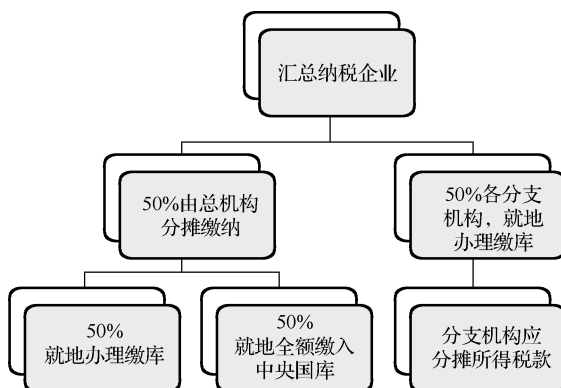 汇总纳税企业
50%由总机构
分摊缴纳
50%各分支
机构，就地
办理缴库
50%
就地办理缴库
50%
就地全额缴入
中央国库
分支机构应
分摊所得税款